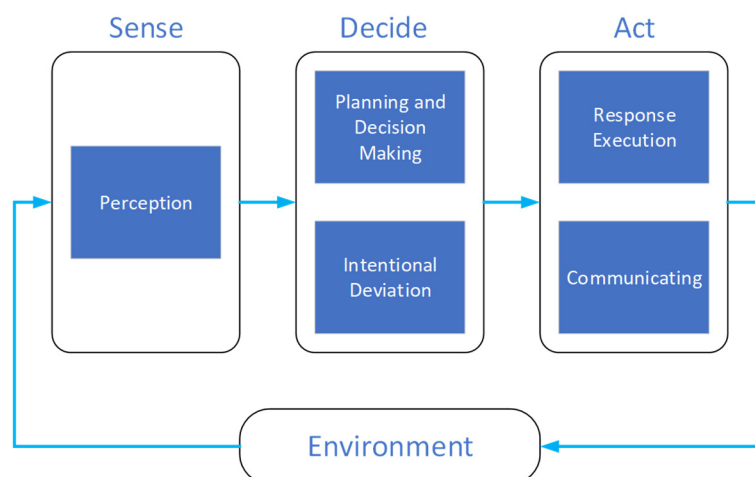 Sense
Decide
Act
Perception
Planning and
Decision
Making
Intentional
Deviation
Response
Execution
Communicating
Environment